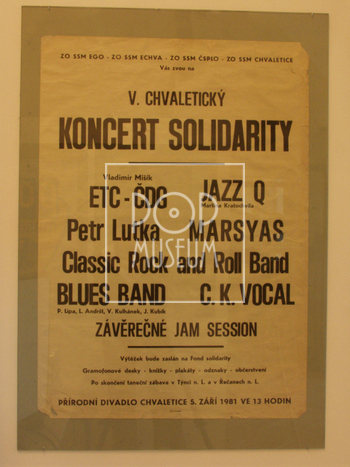 ZO SSM EGO - ZO SSM ECHVA - ZO SSM ČSPLO - ZO SSM CHVALETICE
Vás zvou na
V. CHVALETICKÝ
KONCERT SOLIDARITY
Vladimír Mišík
ETC - ČDG
JAZZ Q
Martina Kratochvíla
Petr Lutka
MARSYAS
Classic Rock and Roll Band
BLUES BAND
C. K. VOCAL
P. Lipa, L. Andršt, V. Kulhánek, J. Kubík
ZÁVĚREČNÉ JAM SESSION
POP
MUSEUM
Výtěžek bude zaslán na Fond solidarity
Gramofonové desky - knížky - plakáty - odznaky - občerstvení
Po skončení taneční zábava v Týnci n. L. a v Řečanech n. L.
PŘÍRODNÍ DIVADLO CHVALETICE 5. ZÁŘÍ 1981 VE 13 HODIN